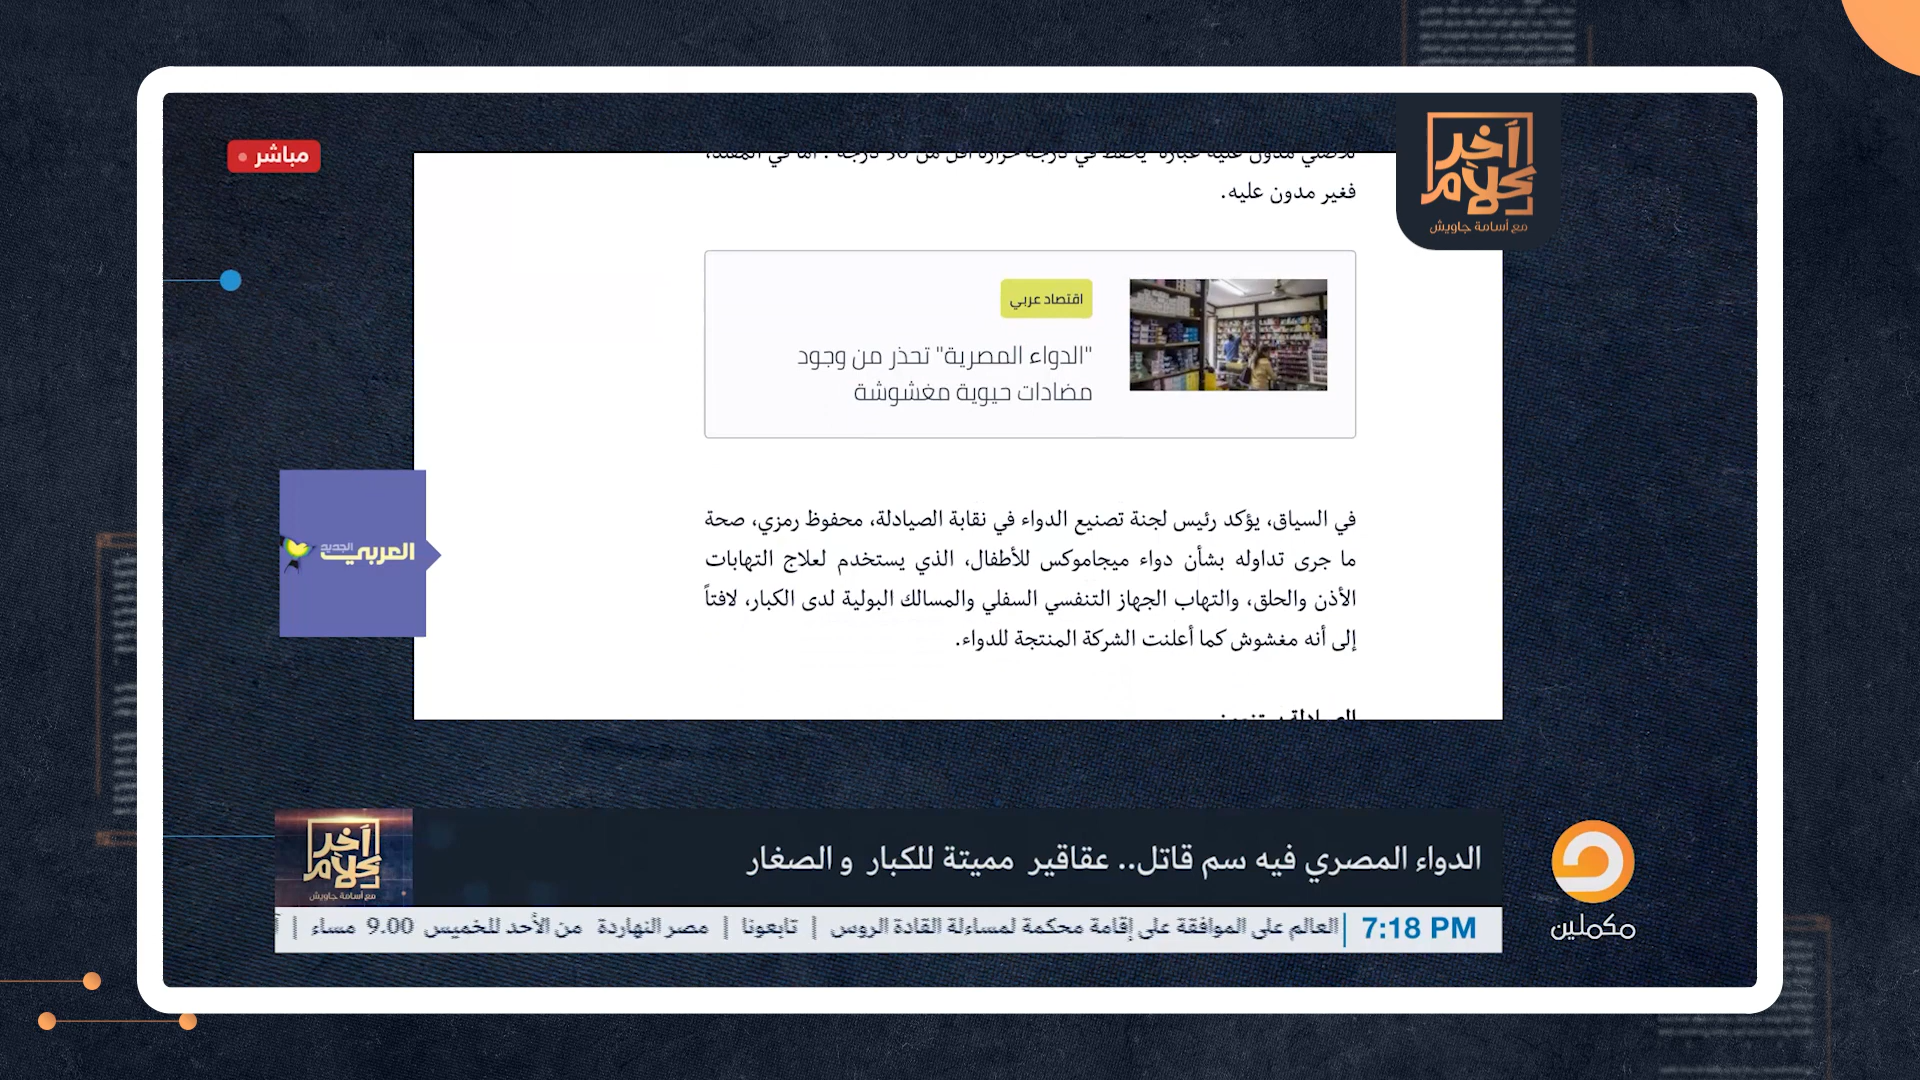 مباشر
آخر
كلام
مع أسامة جاويش
فغير مدون عليه.
اقتصاد عربي
"الدواء المصرية" تحذر من وجود
مضادات حيوية مغشوشة
في السياق، يؤكد رئيس لجنة تصنيع الدواء في نقابة الصيادلة، محفوظ رمزي، صحة
ما جرى تداوله بشأن دواء ميجاموكس للأطفال، الذي يستخدم لعلاج التهابات
الأذن والحلق، والتهاب الجهاز التنفسي السفلي والمسالك البولية لدى الكبار، لافتاً
إلى أنه مغشوش كما أعلنت الشركة المنتجة للدواء.
العربي الجديد
الدواء المصري فيه سم قاتل.. عقاقير مميتة للكبار و الصغار
آخر
كلام
مع أسامة جاويش
7:18 PM
العالم على الموافقة على إقامة محكمة لمساءلة القادة الروس | تابعونا | مصر النهاردة من الأحد للخميس 9.00 مساء |
مكملين